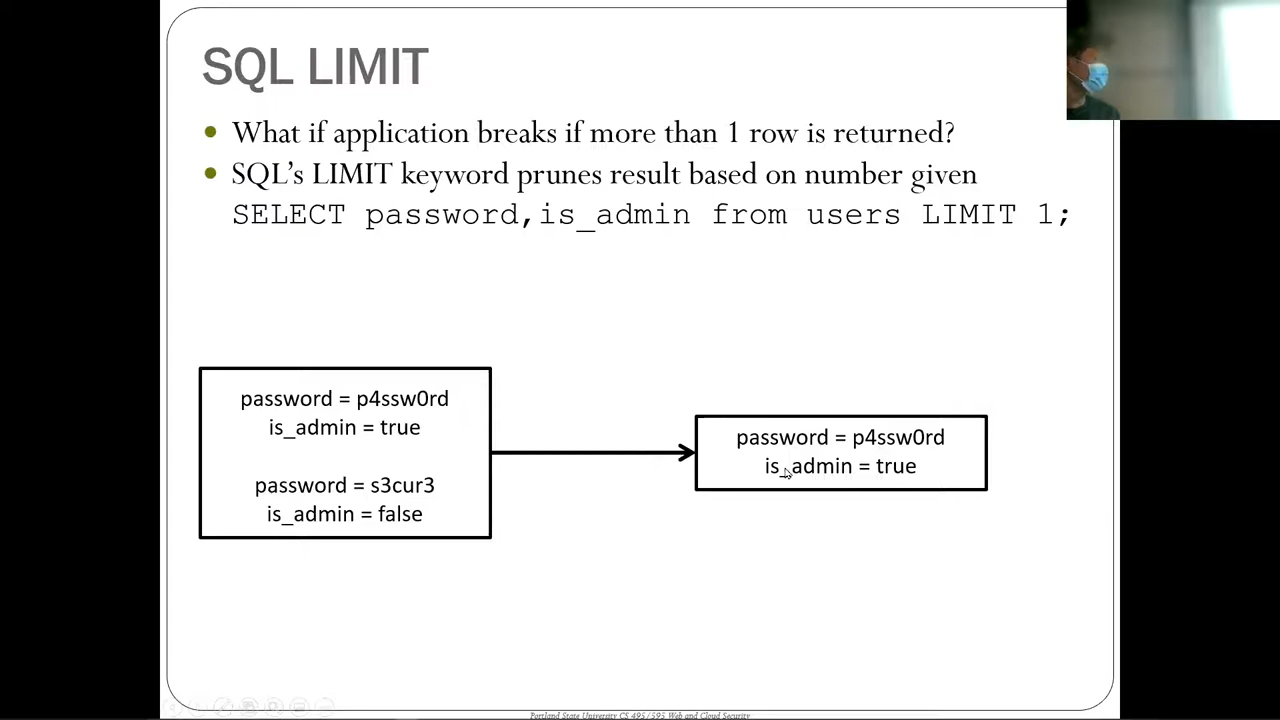 SQL LIMIT
What if application breaks if more than 1 row is returned?
SQL’s LIMIT keyword prunes result based on number given
SELECT password,is_admin from users LIMIT 1;
password = p4ssw0rd
is_admin = true
password = s3cur3
is_admin = false
password = p4ssw0rd
is_admin = true
Portland State University CS 495/595 Web and Cloud Security